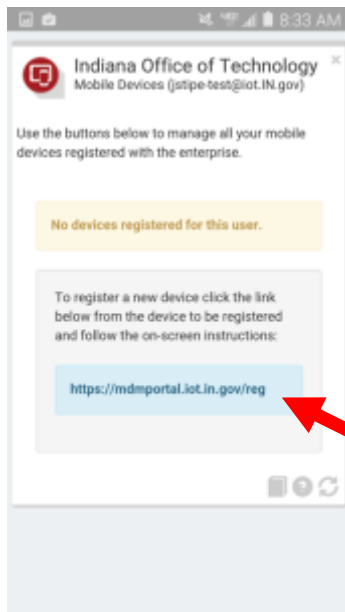 8:33 AM
Indiana Office of Technology
Mobile Devices (jstipe-test@iot.IN.gov)
Use the buttons below to manage all your mobile
devices registered with the enterprise.
No devices registered for this user.
To register a new device click the link
below from the device to be registered
and follow the on-screen instructions:
https://mdmportal.iot.in.gov/reg